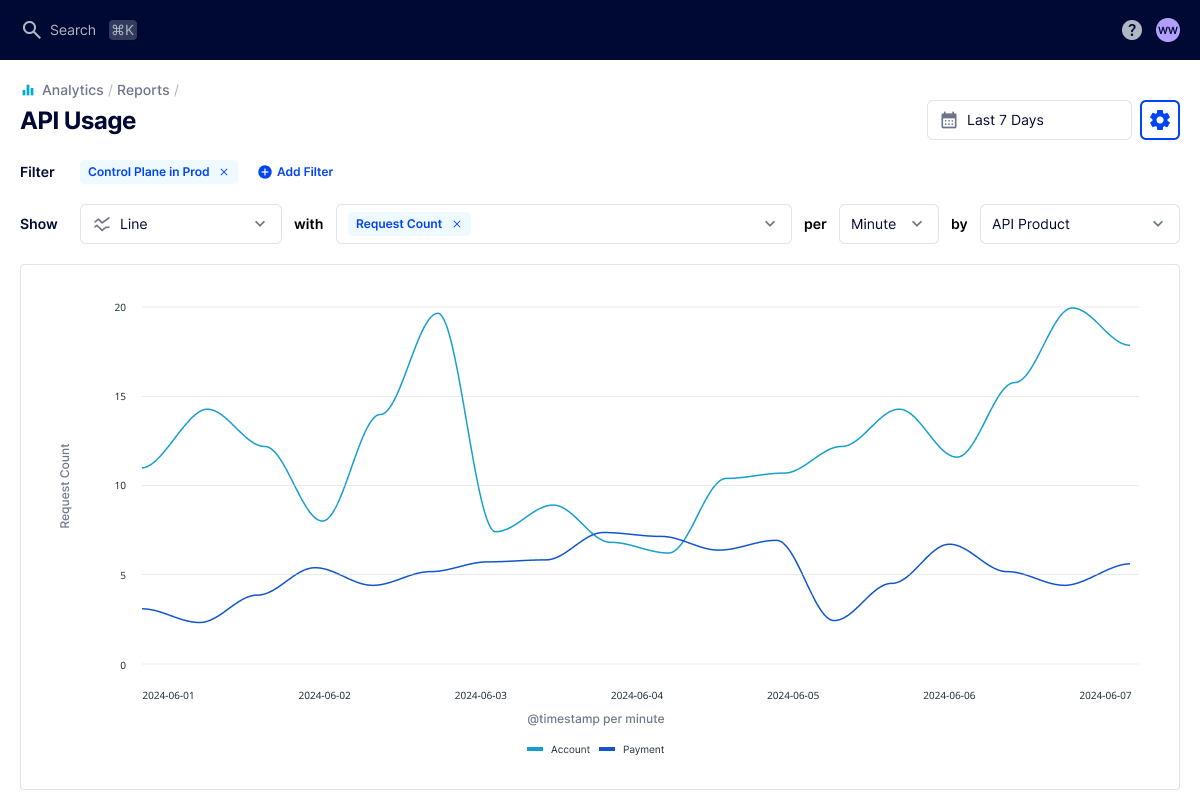 Search ⌘K ? WW
Analytics / Reports /
API Usage
Last 7 Days
Filter Control Plane in Prod × Add Filter
Show Line with Request Count × per Minute by API Product
20
15
10
5
0
Request Count
2024-06-01 2024-06-02 2024-06-03 2024-06-04 2024-06-05 2024-06-06 2024-06-07
@timestamp per minute
Account Payment